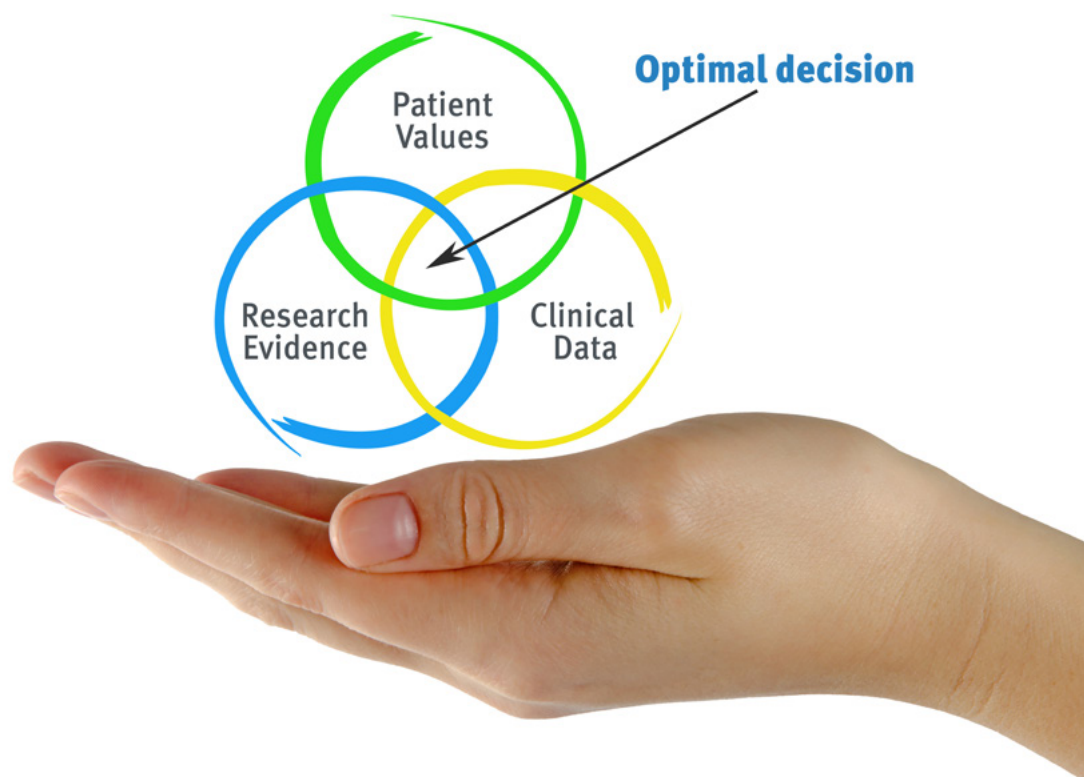 Optimal decision
Patient
Values
Research
Evidence
Clinical
Data